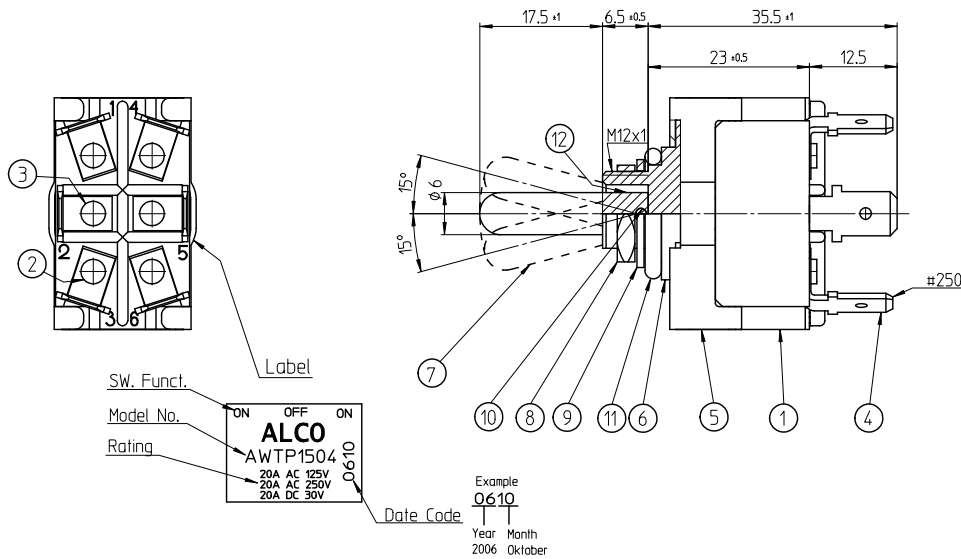 17.5 ±1
6.5 ±0.5
35.5 ±1
23 ±0.5
12.5
1 4
M12x1
12
3
15°
ϕ6
15°
2
5
2
3 6
#250
7
Label
10
8
9
11
6
5
1
4
SW. Funct.
ON OFF ON
Model No.
ALCO
AWTP1504
Rating
20A AC 125V
20A AC 250V
20A DC 30V
0610
Date Code
Example
0610
Year Month
2006 Oktober